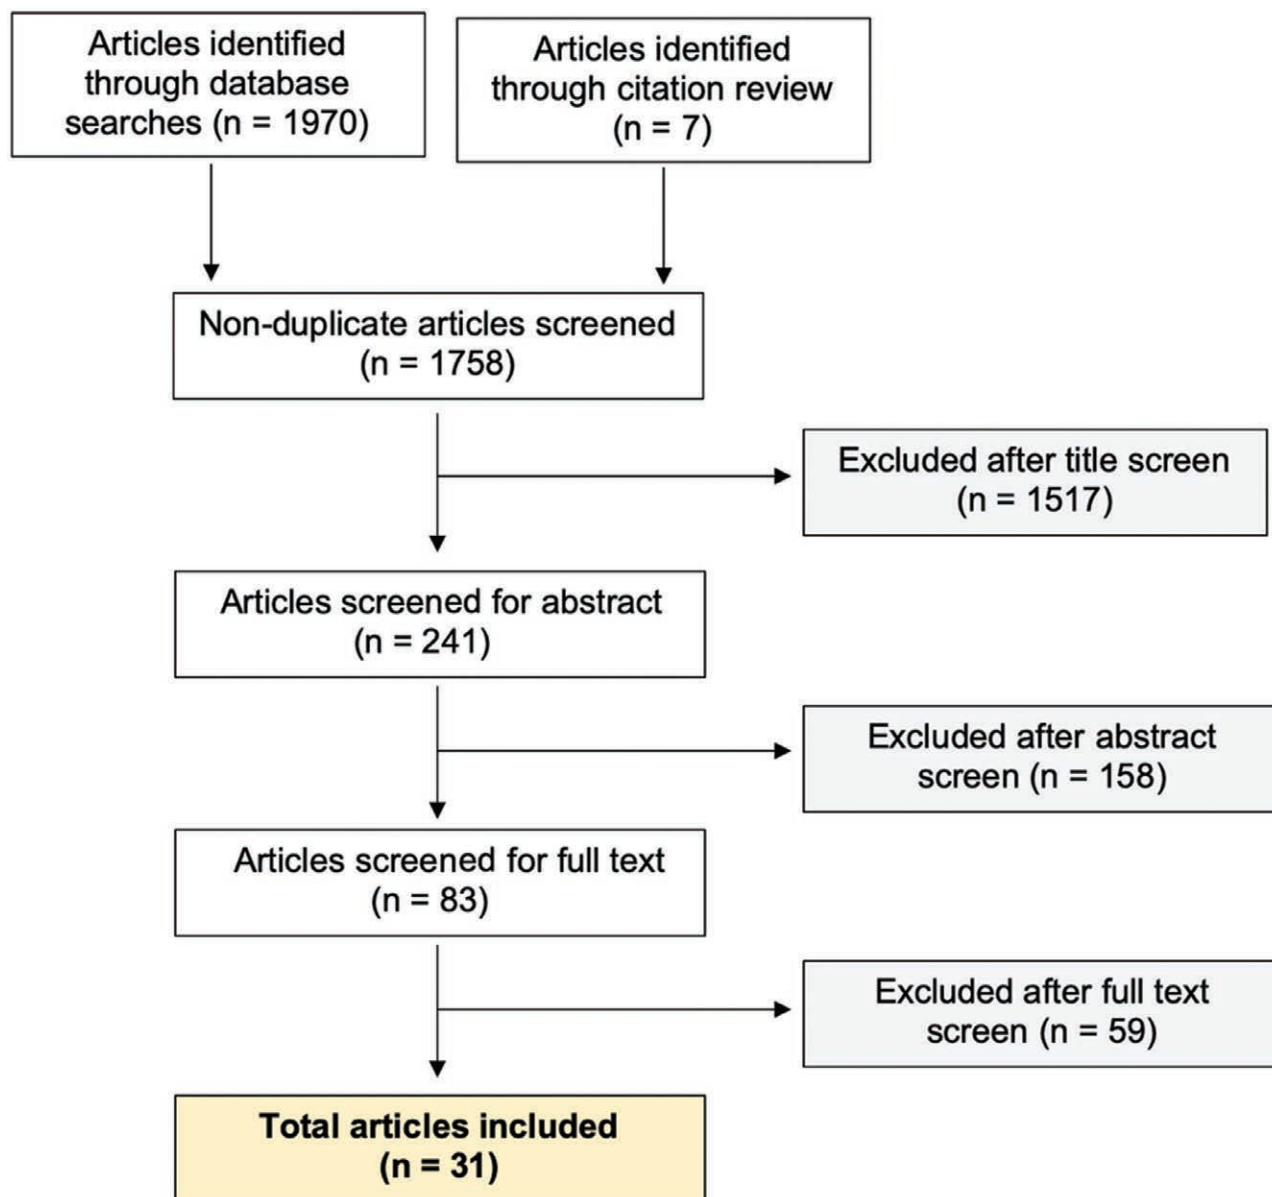 Articles identified
through database
searches (n = 1970)
Articles identified
through citation review
(n = 7)
Non-duplicate articles screened
(n = 1758)
Excluded after title screen
(n = 1517)
Articles screened for abstract
(n = 241)
Excluded after abstract
screen (n = 158)
Articles screened for full text
(n = 83)
Excluded after full text
screen (n = 59)
Total articles included
(n = 31)